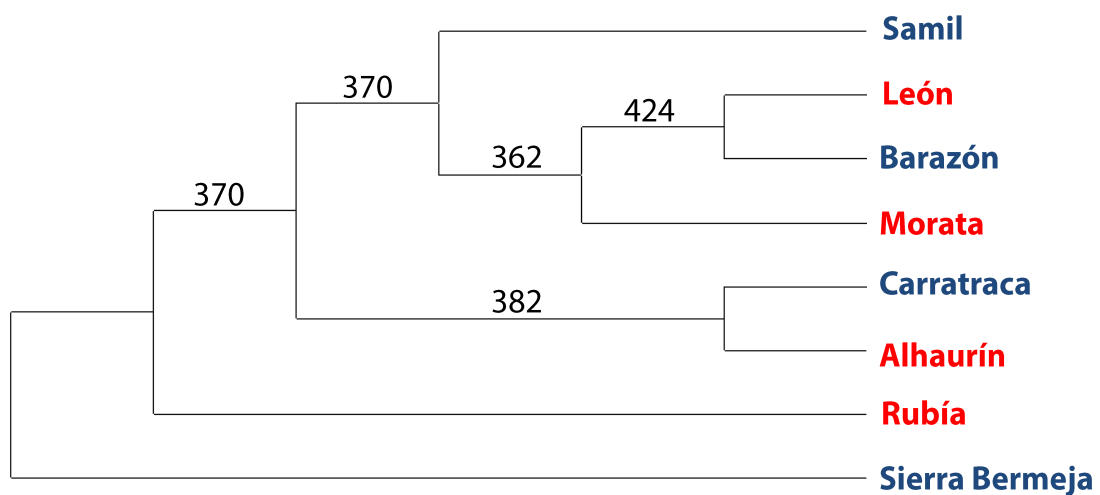 Samil
370
León
424
362
Barazón
370
Morata
Carratraca
382
Alhaurín
Rubía
Sierra Bermeja